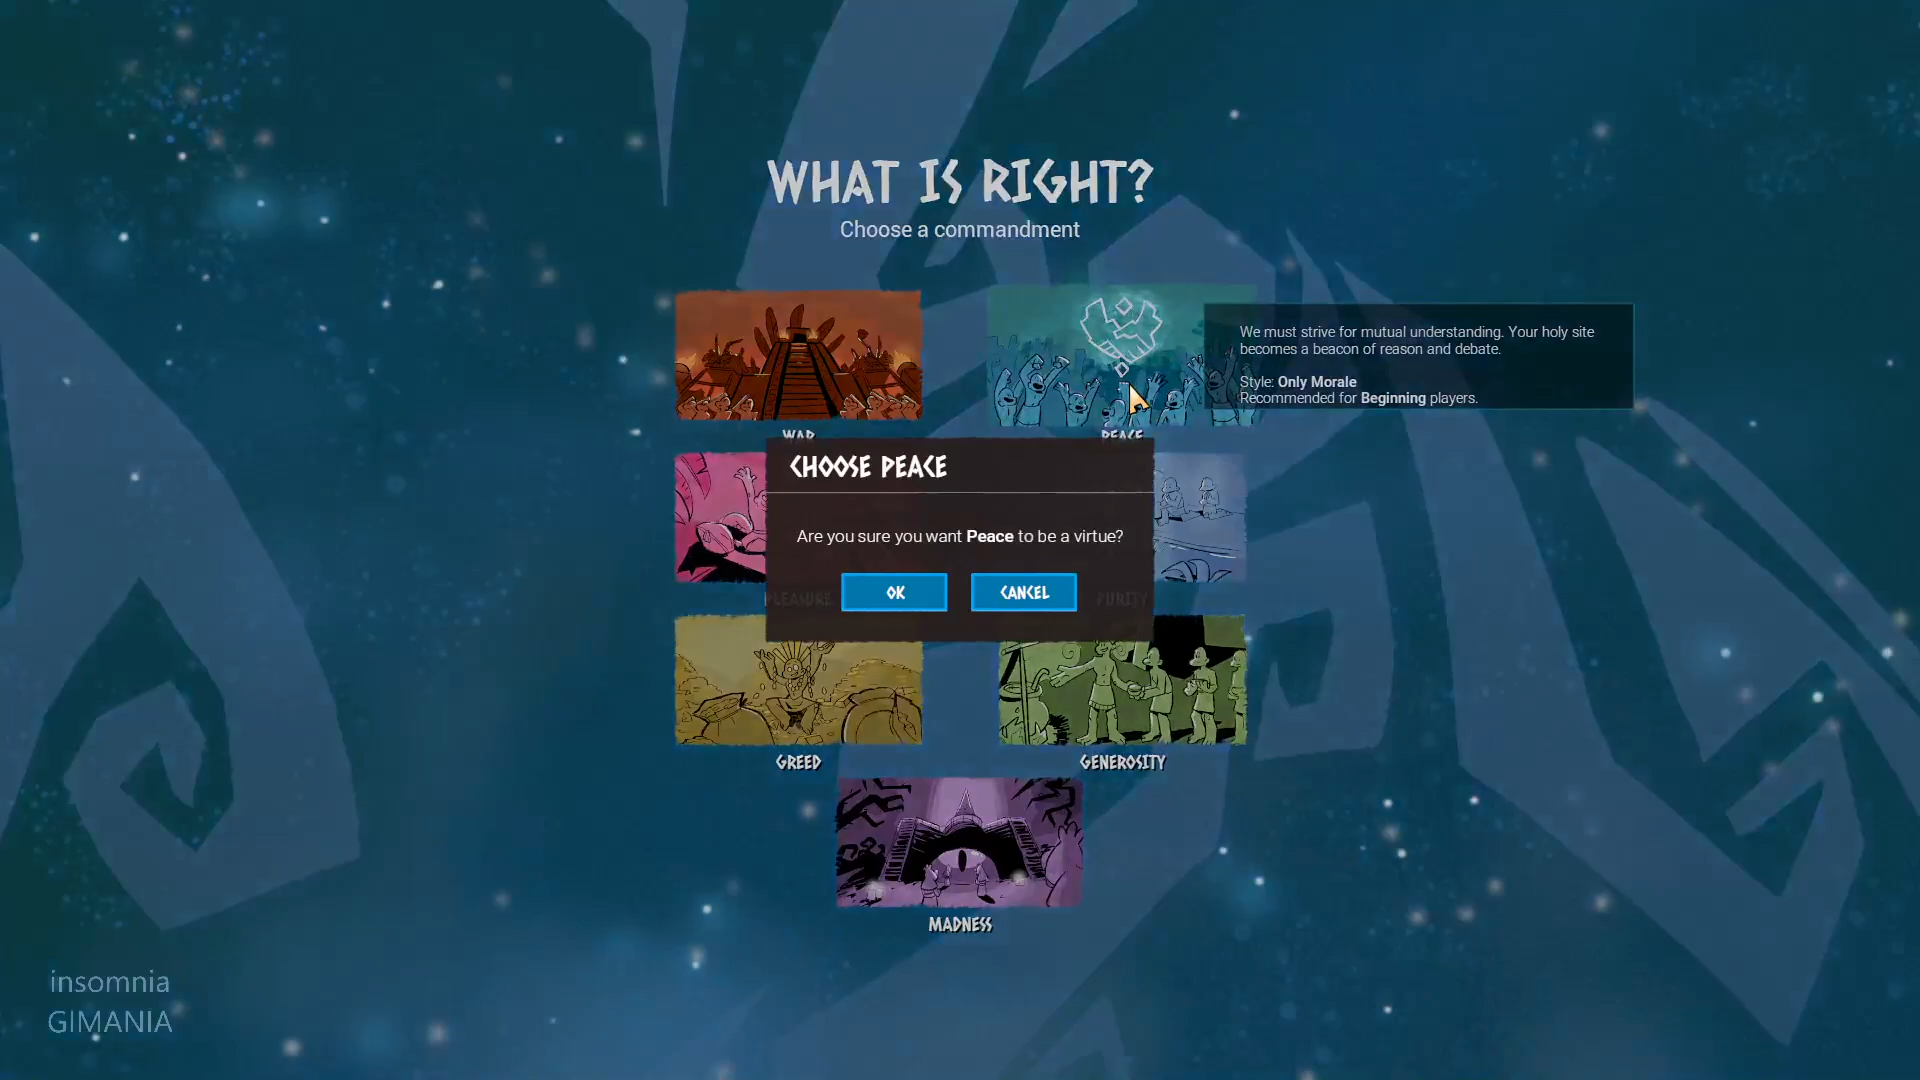 WHAT IS RIGHT?
Choose a commandment
We must strive for mutual understanding. Your holy site
becomes a beacon of reason and debate.
Style: Only Morale
Recommended for Beginning players.
WAR
PEACE
CHOOSE PEACE
Are you sure you want Peace to be a virtue?
PLEASURE
OK
CANCEL
PURITY
GREED
GENEROSITY
MADNESS
insomnia
GIMANIA